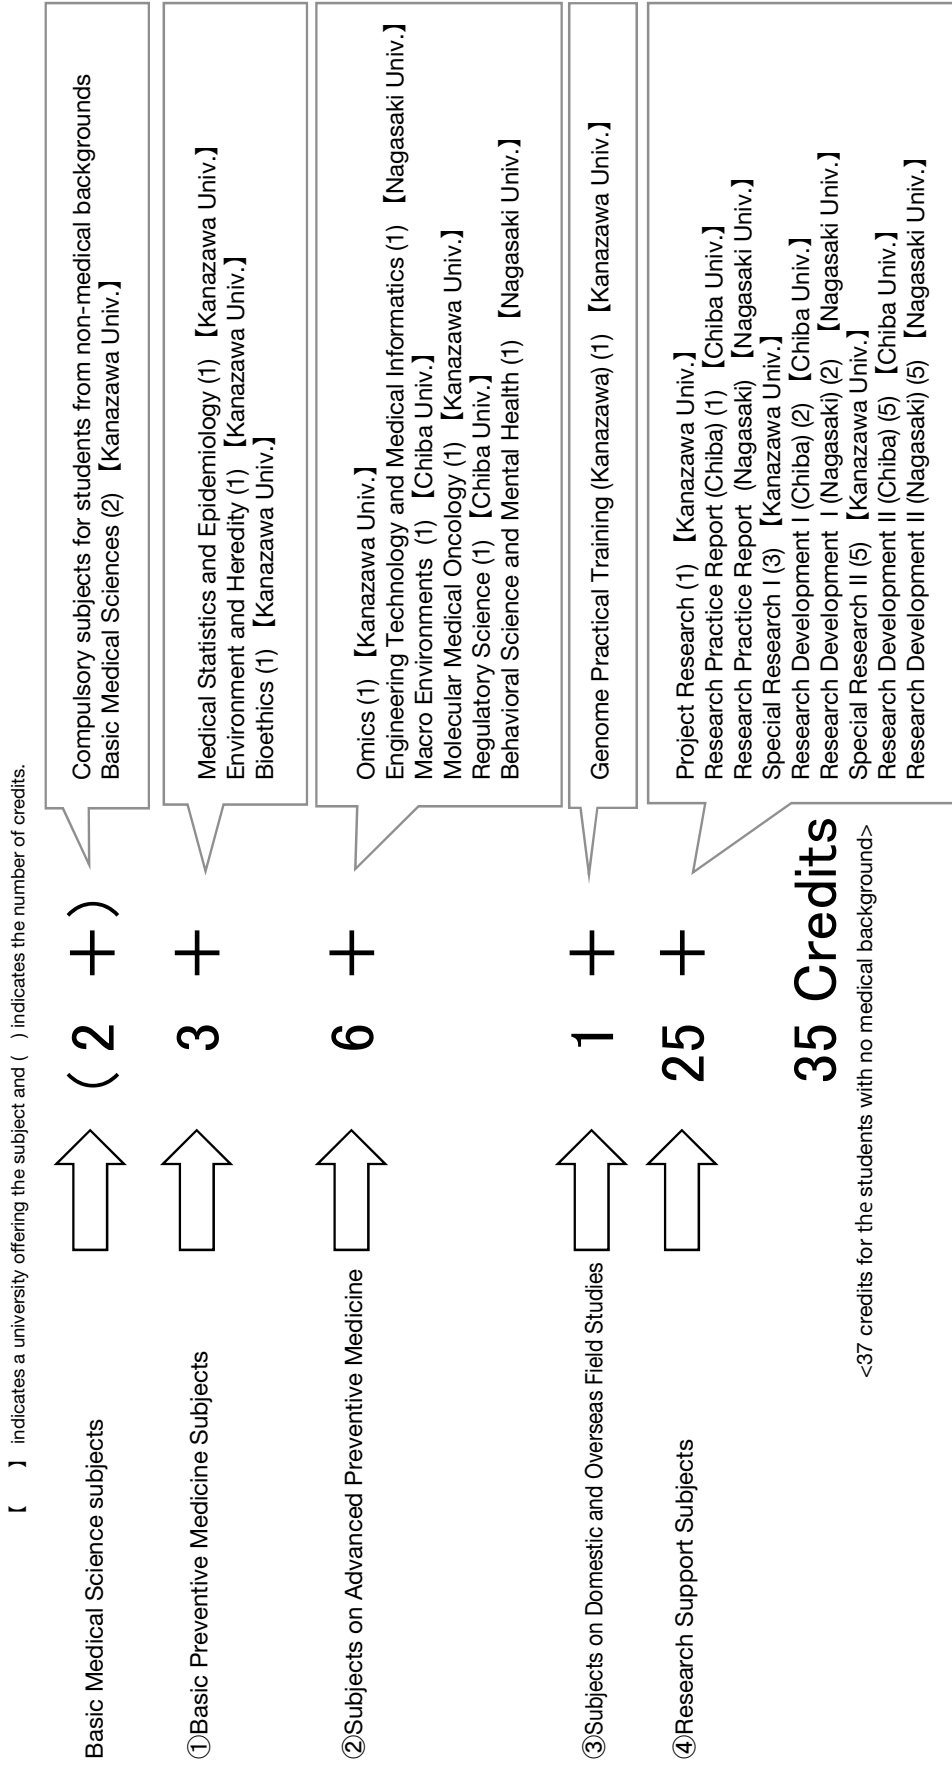 【　】 indicates a university offering the subject and (　) indicates the number of credits.
Basic Medical Science subjects
( 2 ＋)
Compulsory subjects for students from non-medical backgrounds
Basic Medical Sciences (2) 【Kanazawa Univ.】
①Basic Preventive Medicine Subjects
3 ＋
Medical Statistics and Epidemiology (1) 【Kanazawa Univ.】
Environment and Heredity (1) 【Kanazawa Univ.】
Bioethics (1) 【Kanazawa Univ.】
②Subjects on Advanced Preventive Medicine
6 ＋
Omics (1) 【Kanazawa Univ.】
Engineering Technology and Medical Informatics (1) 【Nagasaki Univ.】
Macro Environments (1) 【Chiba Univ.】
Molecular Medical Oncology (1) 【Kanazawa Univ.】
Regulatory Science (1) 【Chiba Univ.】
Behavioral Science and Mental Health (1) 【Nagasaki Univ.】
③Subjects on Domestic and Overseas Field Studies
1 ＋
Genome Practical Training (Kanazawa) (1) 【Kanazawa Univ.】
④Research Support Subjects
25 ＋
Project Research (1) 【Kanazawa Univ.】
Research Practice Report (Chiba) (1) 【Chiba Univ.】
Research Practice Report (Nagasaki) 【Nagasaki Univ.】
Special Research I (3) 【Kanazawa Univ.】
Research Development I (Chiba) (2) 【Chiba Univ.】
Research Development I (Nagasaki) (2) 【Nagasaki Univ.】
Special Research II (5) 【Kanazawa Univ.】
Research Development II (Chiba) (5) 【Chiba Univ.】
Research Development II (Nagasaki) (5) 【Nagasaki Univ.】
35 Credits
<37 credits for the students with no medical background>